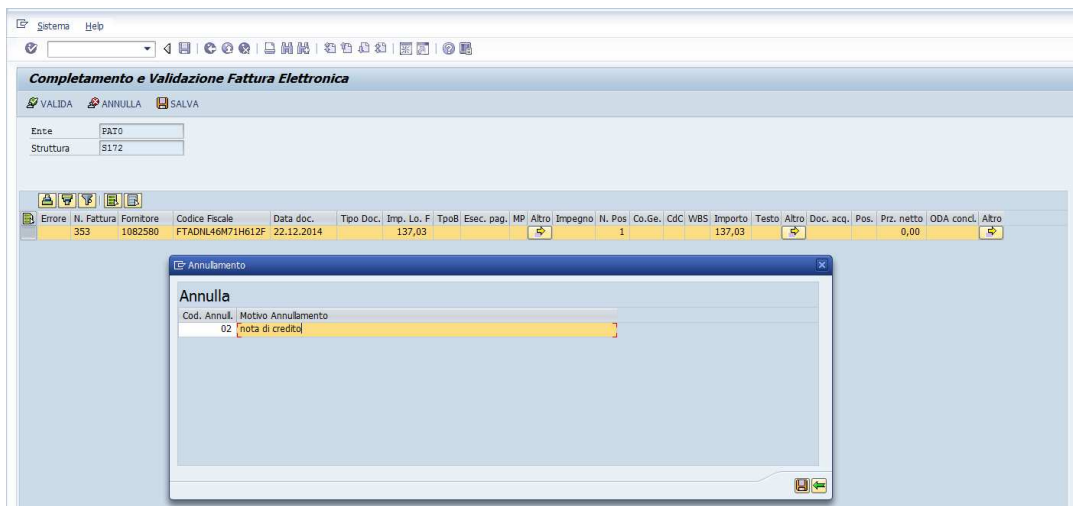 Sistema Help
Completamento e Validazione Fattura Elettronica
VALIDA ANNULLA SALVA
Ente PAT0
Struttura S172
Errore N. Fattura Fornitore Codice Fiscale Data doc. Tipo Doc. Imp. Lo. F TpoB Esec. pag. MP Altro Impegno N. Pos Co.Ge. CdC WBS Importo Testo Altro Doc. acq. Pos. Prz. netto ODA concl. Altro
353 1082580 FTADNL46M71H612F 22.12.2014 137,03 1 137,03 0,00
Annullamento
Annulla
Cod. Annull. Motivo Annullamento
02 nota di credito